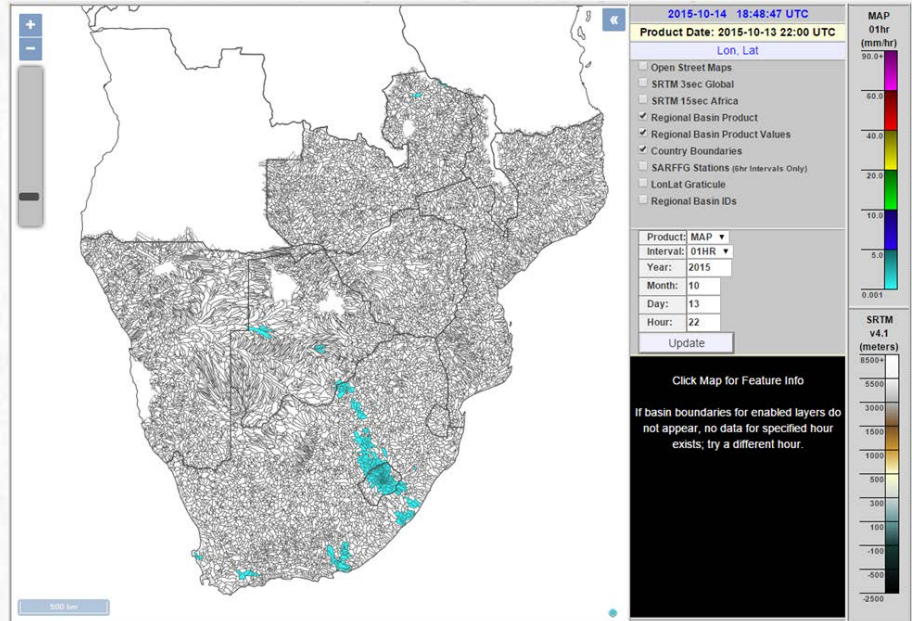 +
−
500 km
«
2015-10-14 18:48:47 UTC
Product Date: 2015-10-13 22:00 UTC
Lon, Lat
Open Street Maps
SRTM 3sec Global
SRTM 15sec Africa
Regional Basin Product
Regional Basin Product Values
Country Boundaries
SARFFG Stations (6hr Intervals Only)
LonLat Graticule
Regional Basin IDs
Product: MAP
Interval: 01HR
Year: 2015
Month: 10
Day: 13
Hour: 22
Update
Click Map for Feature Info
If basin boundaries for enabled layers do
not appear, no data for specified hour
exists; try a different hour.
MAP
01hr
(mm/hr)
90.0+
60.0
40.0
20.0
10.0
5.0
0.001
SRTM
v4.1
(meters)
8500+
5500
3000
1500
1000
500
300
100
-100
-500
-2500